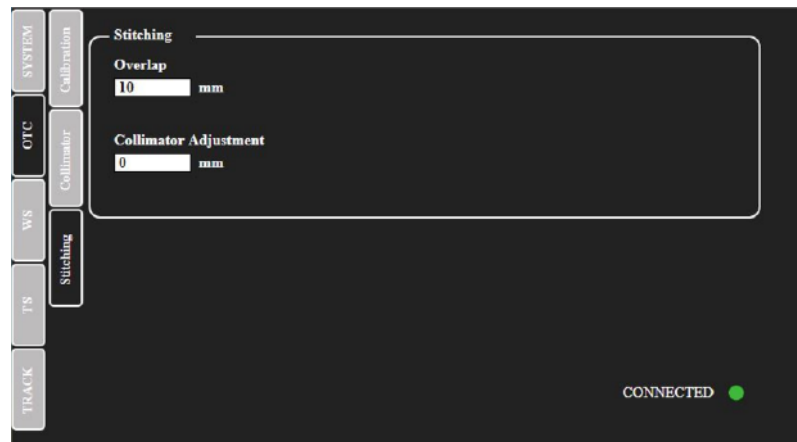 SYSTEM
OTC
WS
TS
TRACK
Calibration
Collimator
Stitching
Stitching
Overlap
10 mm
Collimator Adjustment
0 mm
CONNECTED